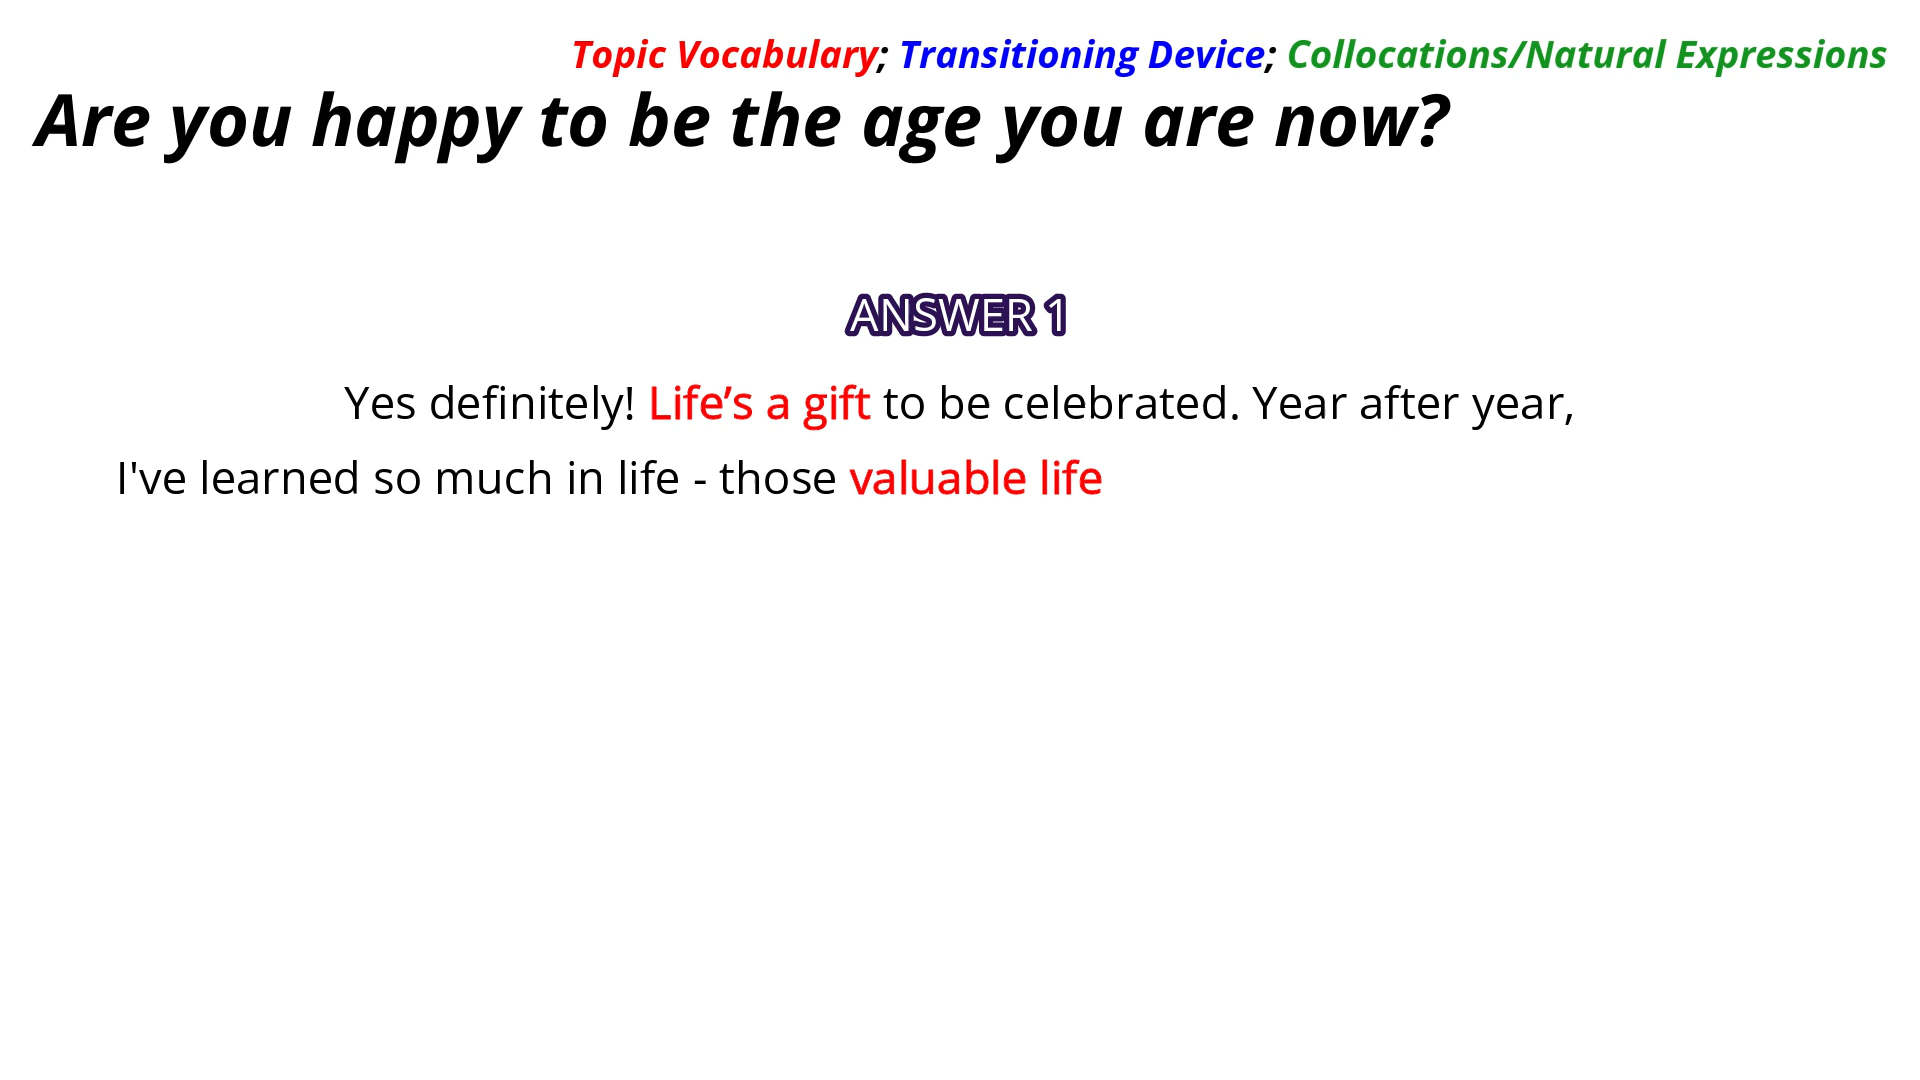 Topic Vocabulary; Transitioning Device; Collocations/Natural Expressions
Are you happy to be the age you are now?
ANSWER 1
Yes definitely! Life’s a gift to be celebrated. Year after year,
I've learned so much in life - those valuable life